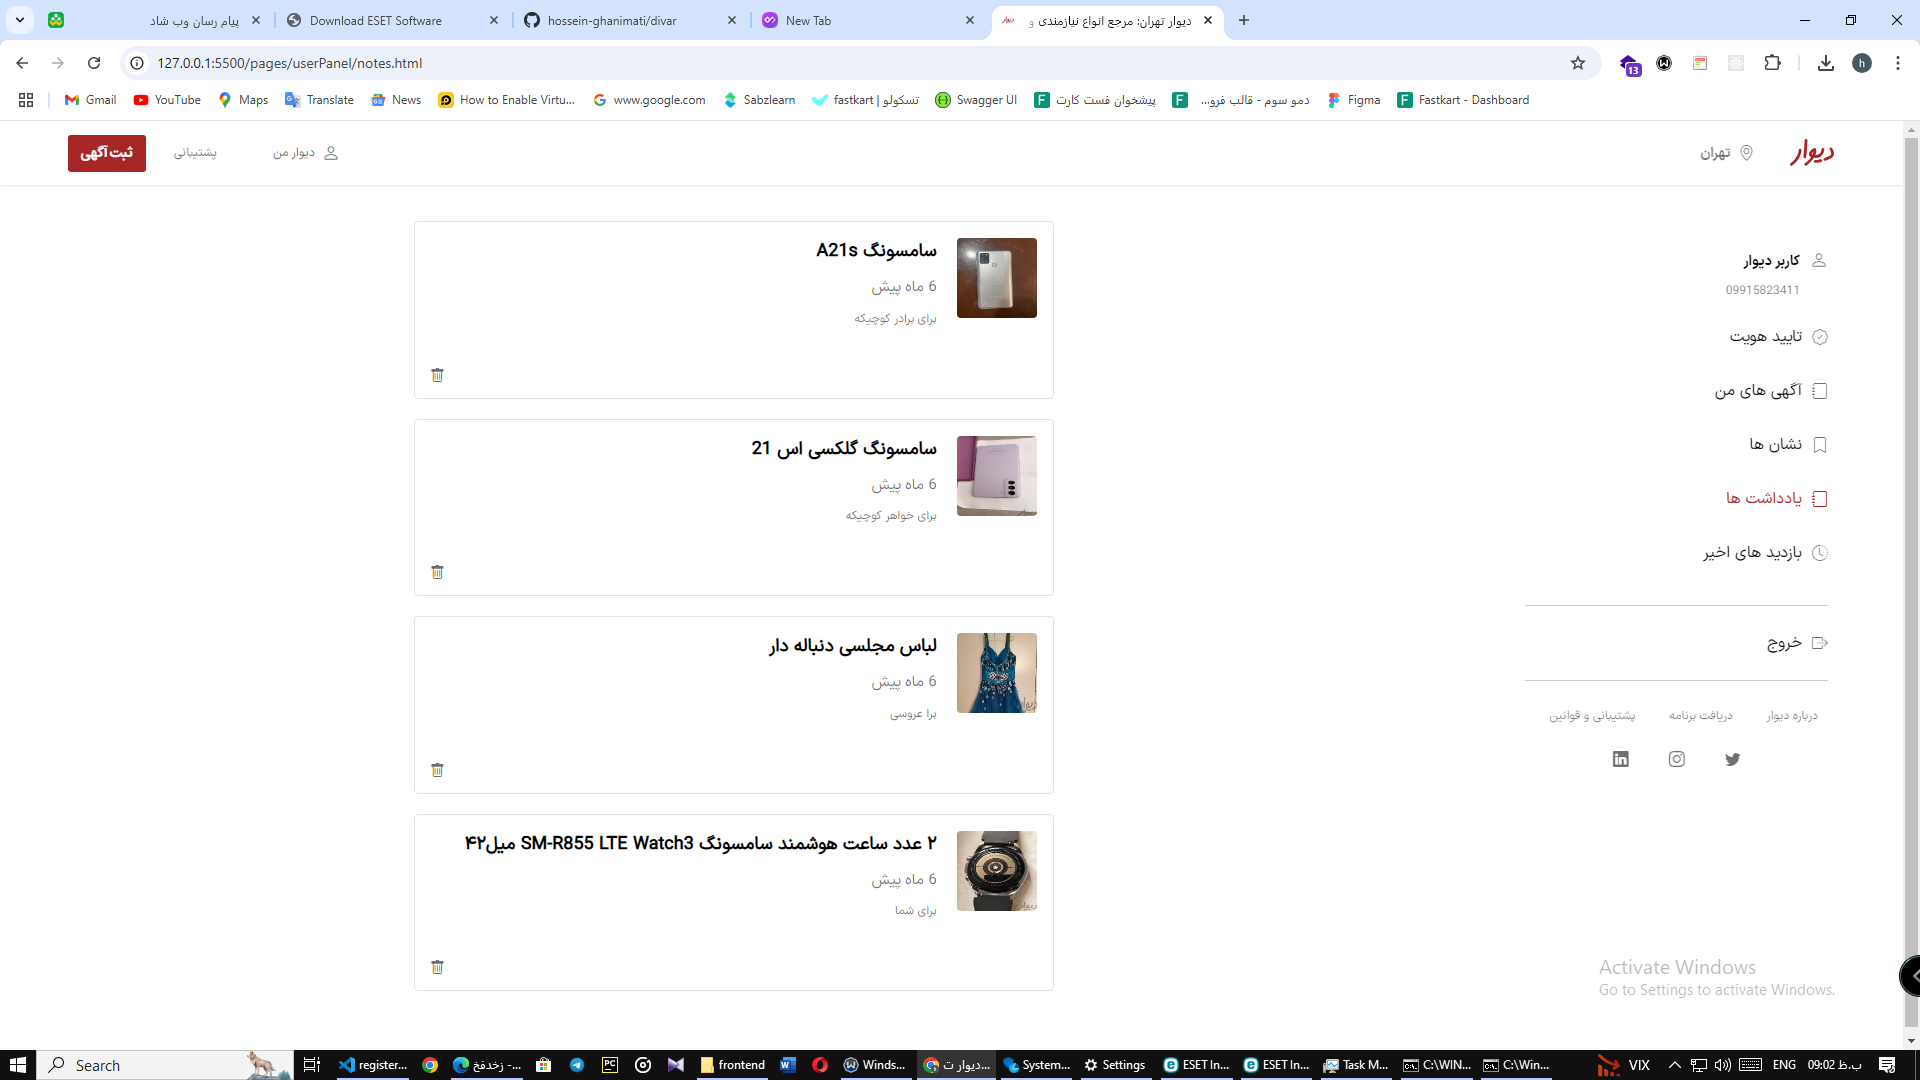 پیام رسان وب شاد
Download ESET Software
hossein-ghanimati/divar
New Tab
دیوار تهران: مرجع انواع نیازمندی و
127.0.0.1:5500/pages/userPanel/notes.html
13
h
Gmail
YouTube
Maps
Translate
News
How to Enable Virtu...
www.google.com
Sabzlearn
تسکولو | fastkart
Swagger UI
پیشخوان فست کارت
دمو سوم - قالب فرو...
Figma
Fastkart - Dashboard
دیوار
تهران
دیوار من
پشتیبانی
ثبت آگهی
کاربر دیوار
09915823411
تایید هویت
آگهی های من
نشان ها
یادداشت ها
بازدید های اخیر
خروج
درباره دیوار
دریافت برنامه
پشتیبانی و قوانین
سامسونگ A21s
6 ماه پیش
برای برادر کوچیکه
سامسونگ گلکسی اس 21
6 ماه پیش
برای خواهر کوچیکه
لباس مجلسی دنباله دار
6 ماه پیش
برا عروسی
۲ عدد ساعت هوشمند سامسونگ SM-R855 LTE Watch3 میل۴۲
6 ماه پیش
برای شما
Activate Windows
Go to Settings to activate Windows.
Search
register...
زخدفخ - ...
frontend
Winds...
دیوار ت...
System...
Settings
ESET In...
ESET In...
Task M...
C:\WIN...
C:\Win...
VIX
ENG
09:02 ب.ظ